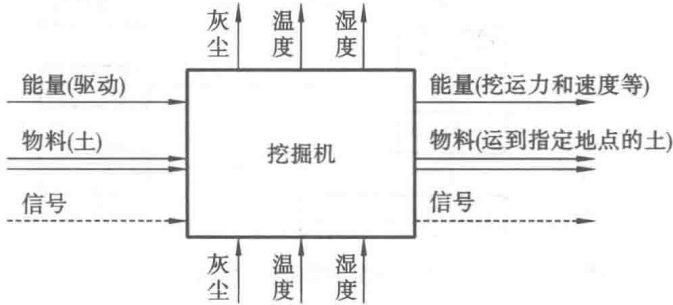 灰尘 温度 湿度
能量(驱动) 能量(挖运力和速度等)
物料(土) 挖掘机 物料(运到指定地点的土)
信号 信号
灰尘 温度 湿度